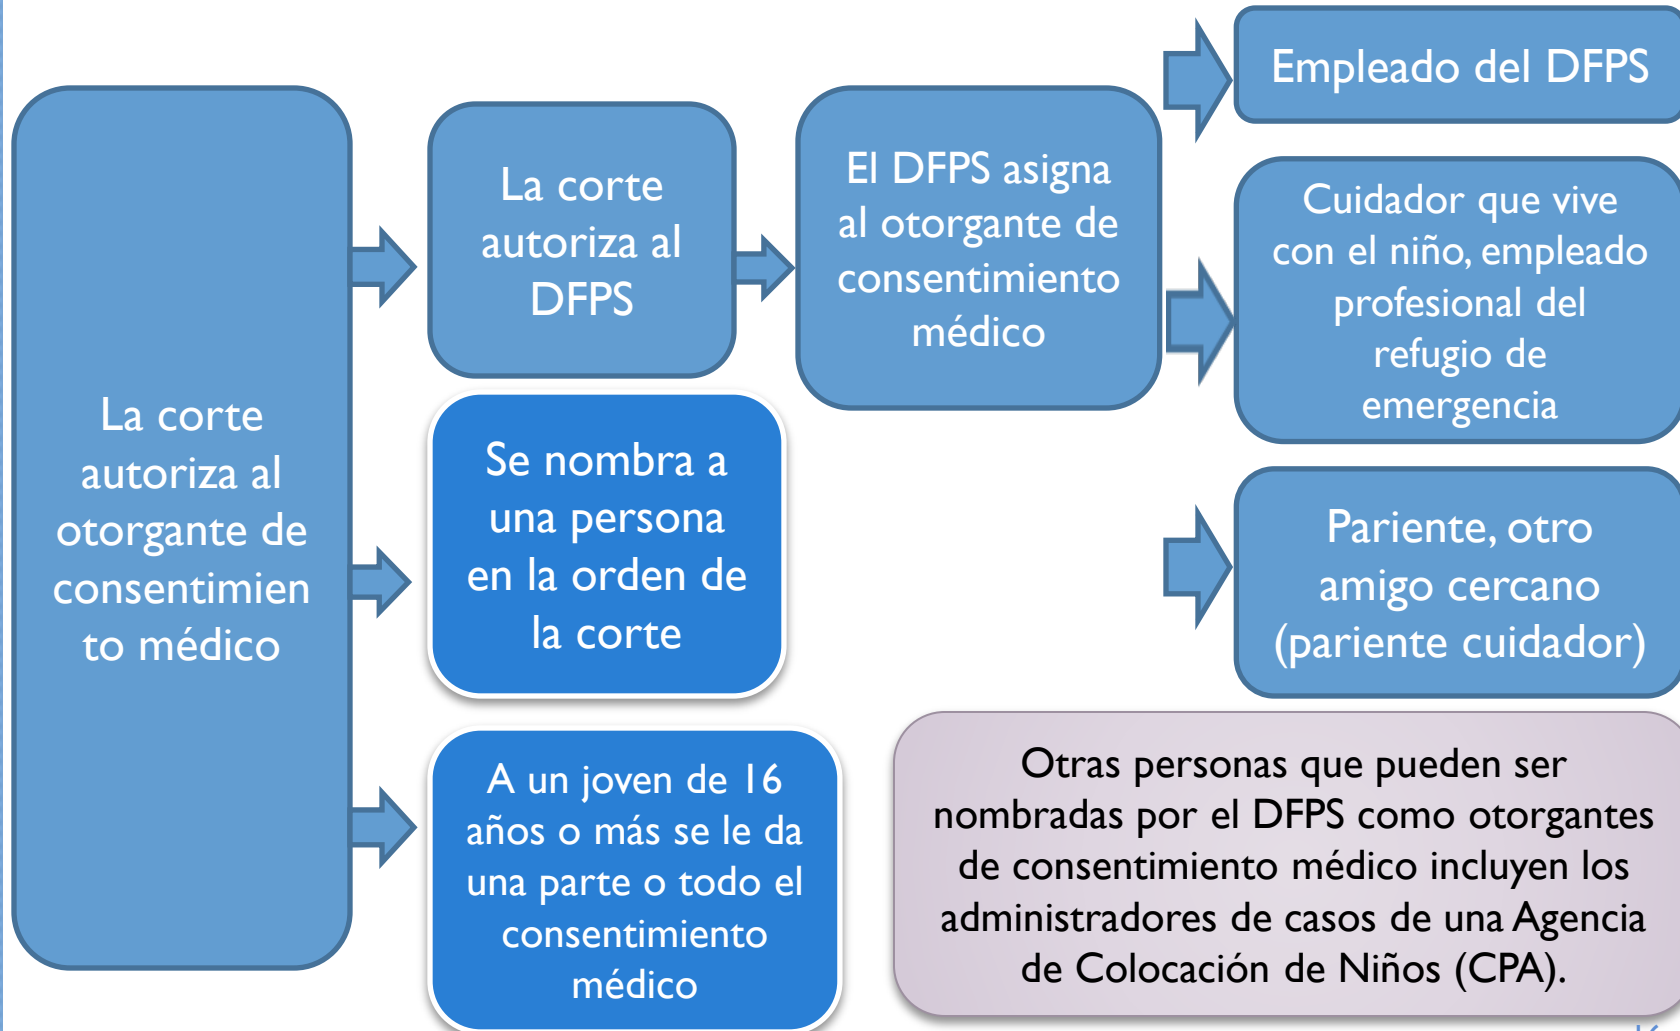 La corte
autoriza al
otorgante de
consentimien
to médico
La corte
autoriza al
DFPS
Se nombra a
una persona
en la orden de
la corte
A un joven de 16
años o más se le da
una parte o todo el
consentimiento
médico
El DFPS asigna
al otorgante de
consentimiento
médico
Empleado del DFPS
Cuidador que vive
con el niño, empleado
profesional del
refugio de
emergencia
Pariente, otro
amigo cercano
(pariente cuidador)
Otras personas que pueden ser
nombradas por el DFPS como otorgantes
de consentimiento médico incluyen los
administradores de casos de una Agencia
de Colocación de Niños (CPA).